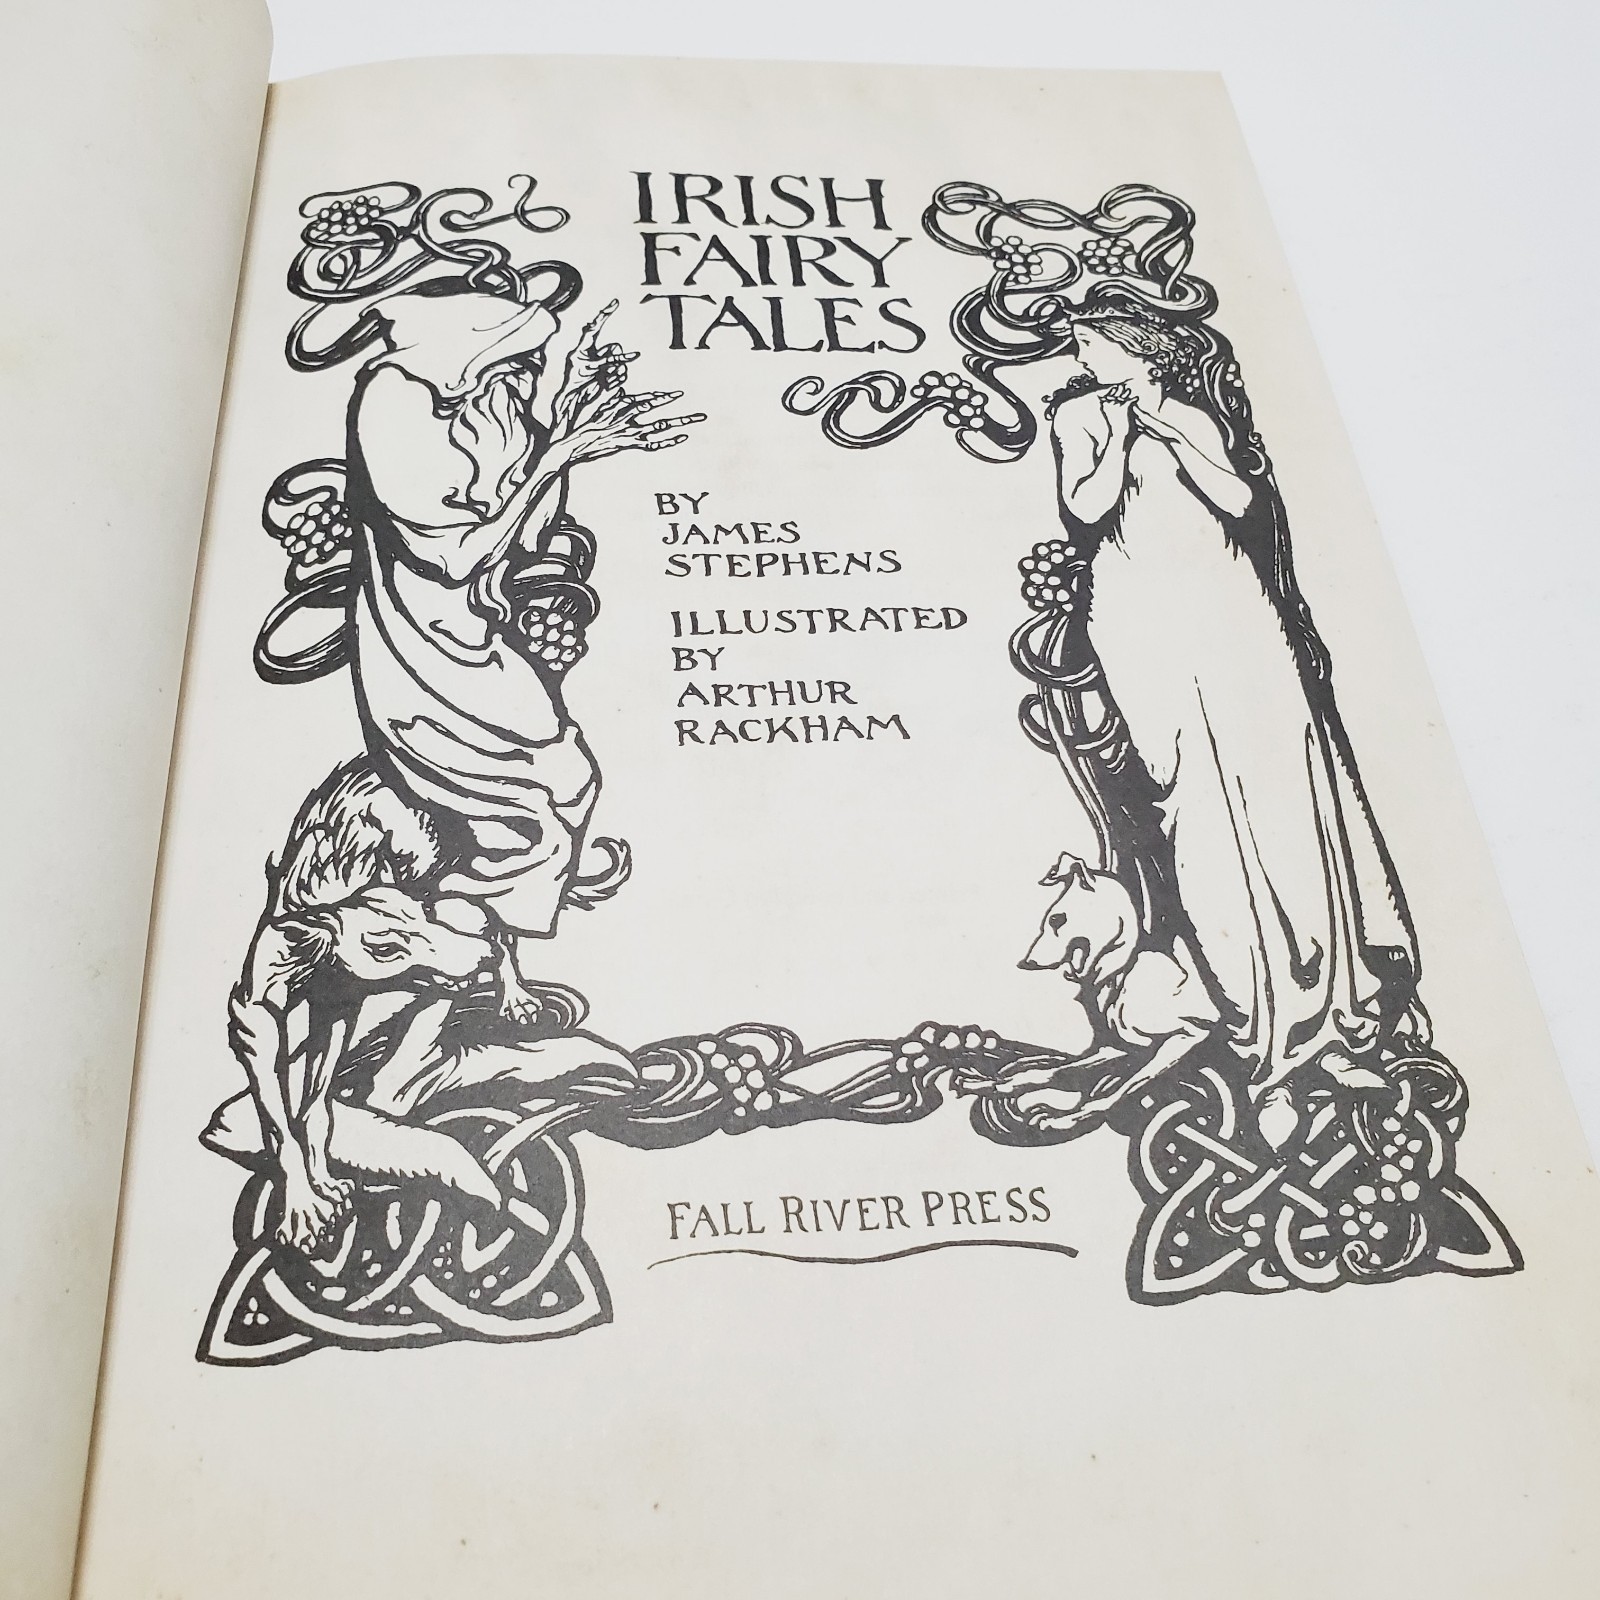 IRISH
FAIRY
TALES
BY
JAMES
STEPHENS
ILLUSTRATED
BY
ARTHUR
RACKHAM
FALL RIVER PRESS